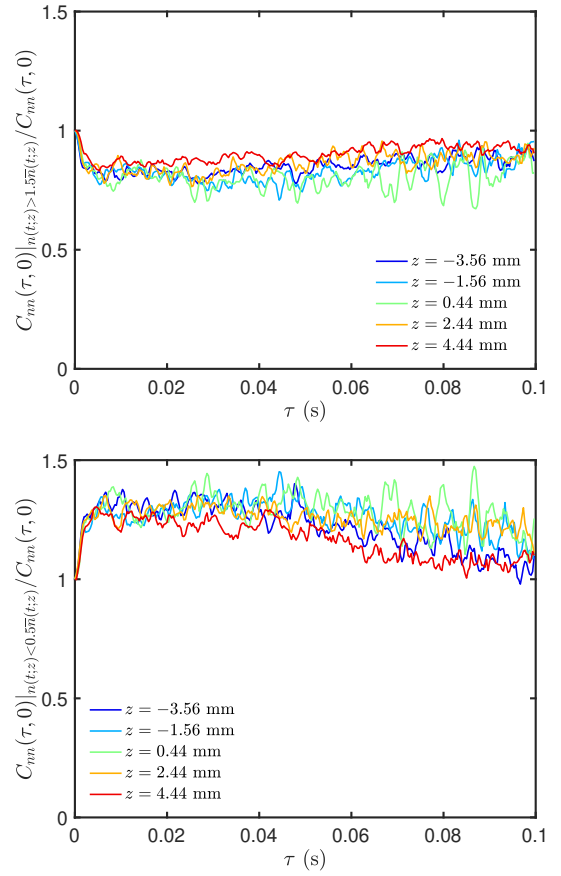 1.5
1
0.5
0
0 0.02 0.04 0.06 0.08 0.1
τ (s)
C_{nn}(τ, 0)|_{n(t;z)>1.5\overline{n}(t;z)}/C_{nn}(τ, 0)
z = −3.56 mm
z = −1.56 mm
z = 0.44 mm
z = 2.44 mm
z = 4.44 mm
1.5
1
0.5
0
0 0.02 0.04 0.06 0.08 0.1
τ (s)
C_{nn}(τ, 0)|_{n(t;z)<0.5\overline{n}(t;z)}/C_{nn}(τ, 0)
z = −3.56 mm
z = −1.56 mm
z = 0.44 mm
z = 2.44 mm
z = 4.44 mm